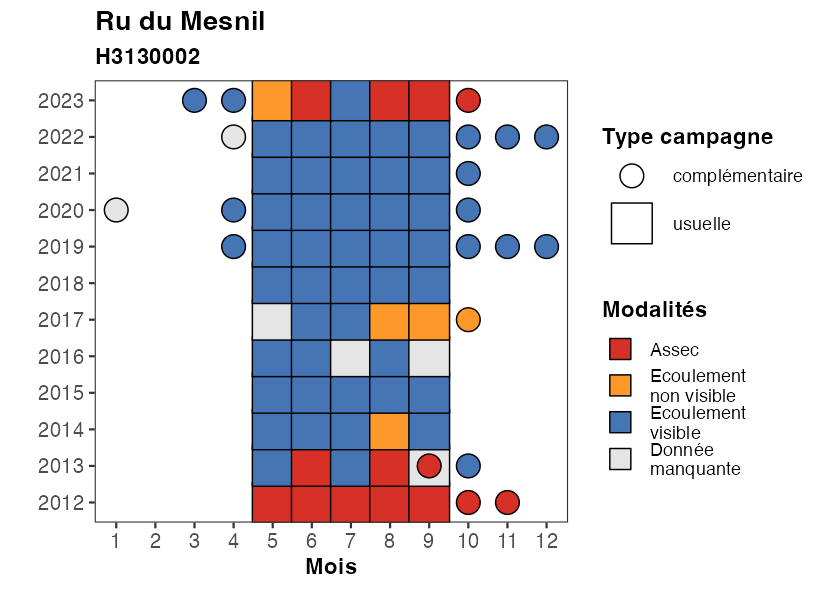 Ru du Mesnil
H3130002
2023
2022
2021
2020
2019
2018
2017
2016
2015
2014
2013
2012
1 2 3 4 5 6 7 8 9 10 11 12
Mois
Type campagne
complémentaire
usuelle
Modalités
Assec
Ecoulement
non visible
Ecoulement
visible
Donnée
manquante